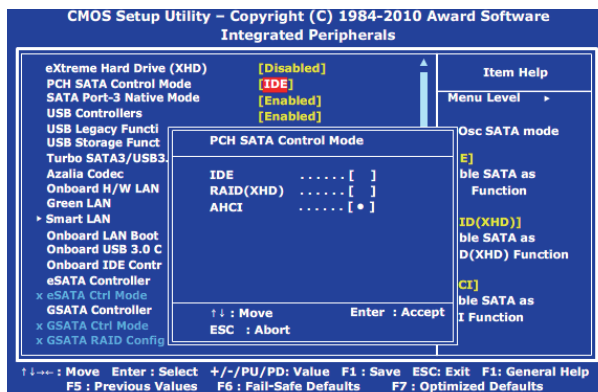 CMOS Setup Utility – Copyright (C) 1984-2010 Award Software
Integrated Peripherals
eXtreme Hard Drive (XHD) [Disabled]
PCH SATA Control Mode [IDE]
SATA Port-3 Native Mode [Enabled]
USB Controllers [Enabled]
USB Legacy Functi
USB Storage Funct
Turbo SATA3/USB3.
Azalia Codec
Onboard H/W LAN
Green LAN
▸ Smart LAN
Onboard LAN Boot
Onboard USB 3.0 C
Onboard IDE Contr
eSATA Controller
x eSATA Ctrl Mode
GSATA Controller
x GSATA Ctrl Mode
x GSATA RAID Config
PCH SATA Control Mode
IDE ......[ ]
RAID(XHD) ......[ ]
AHCI ......[•]
↑↓ : Move Enter : Accept
ESC : Abort
Item Help
Menu Level ▸
Osc SATA mode
E]
ble SATA as
Function
ID(XHD)]
ble SATA as
D(XHD) Function
CI]
ble SATA as
I Function
↑↓→← : Move Enter : Select +/-/PU/PD: Value F1 : Save ESC: Exit F1: General Help
F5 : Previous Values F6 : Fail-Safe Defaults F7 : Optimized Defaults